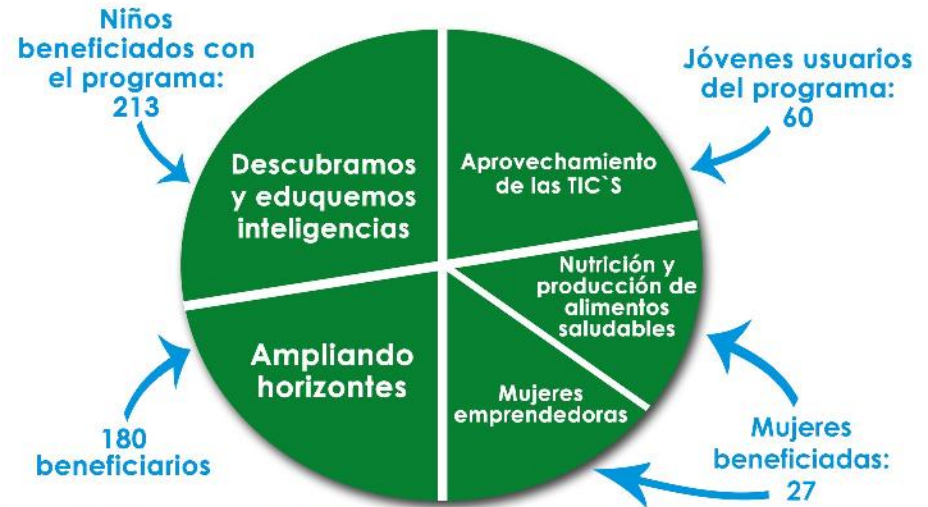 Niños
beneficiados con
el programa:
213
Jóvenes usuarios
del programa:
60
Descubramos
y eduquemos
inteligencias
Aprovechamiento
de las TIC`S
Nutrición y
producción de
alimentos
saludables
Ampliando
horizontes
Mujeres
emprendedoras
180
beneficiarios
Mujeres
beneficiadas:
27